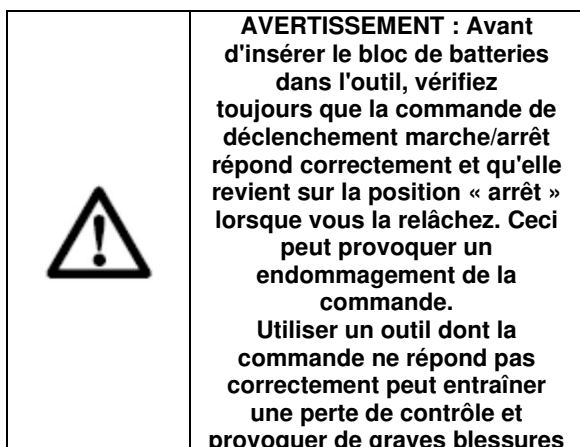 AVERTISSEMENT : Avant
d'insérer le bloc de batteries
dans l'outil, vérifiez
toujours que la commande de
déclenchement marche/arrêt
répond correctement et qu'elle
revient sur la position « arrêt »
lorsque vous la relâchez. Ceci
peut provoquer un
endommagement de la
commande.
Utiliser un outil dont la
commande ne répond pas
correctement peut entraîner
une perte de contrôle et
provoquer de graves blessures